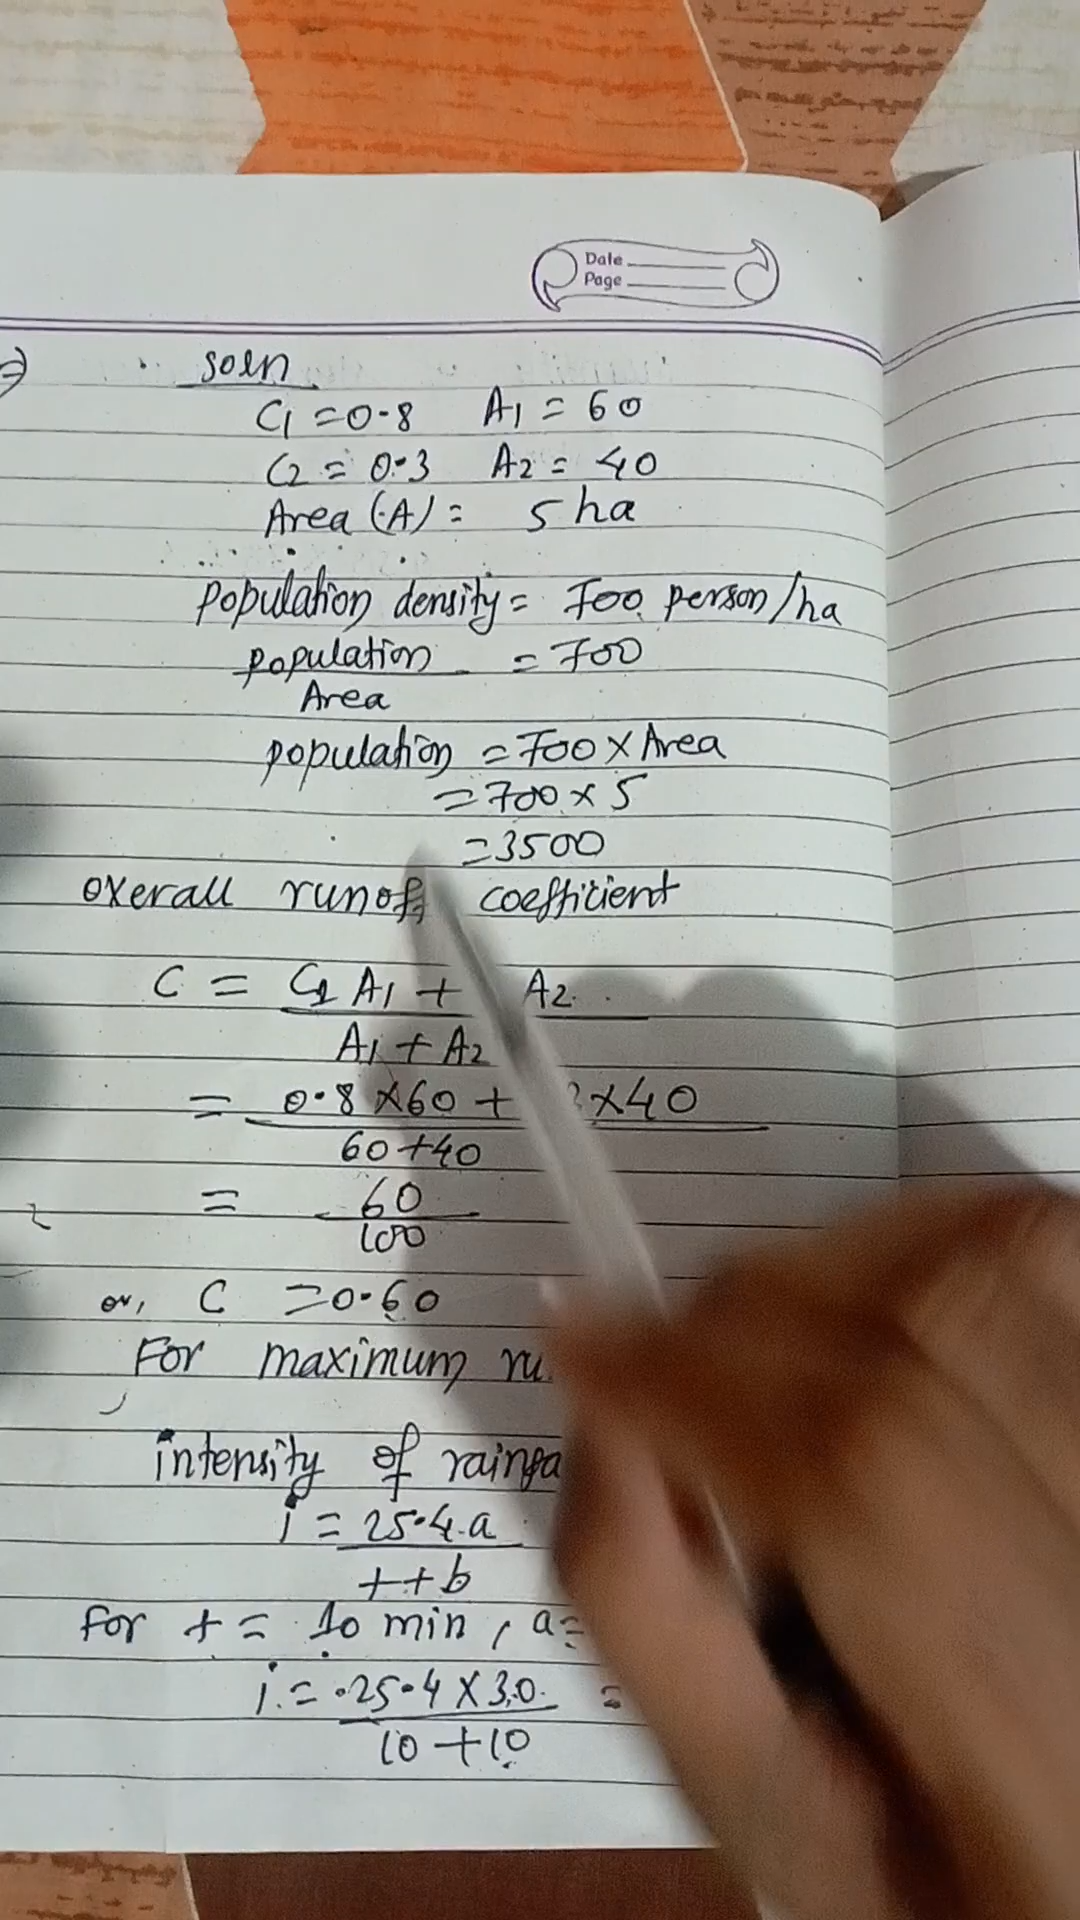 Date
Page
soln
C1 = 0.8 A1 = 60
C2 = 0.3 A2 = 40
Area (A) = 5 ha
population density = 700 person/ha
population = 700
Area
population = 700 × Area
= 700 × 5
= 3500
overall runoff coefficient
C = C1 A1 + A2
A1 + A2
= 0.8 × 60 + × 40
60 + 40
= 60
100
or, C = 0.60
For maximum
intensity of
i = 25.4 a
t + b
for t = 10 min, a =
i = 25.4 × 30 =
10 + 10